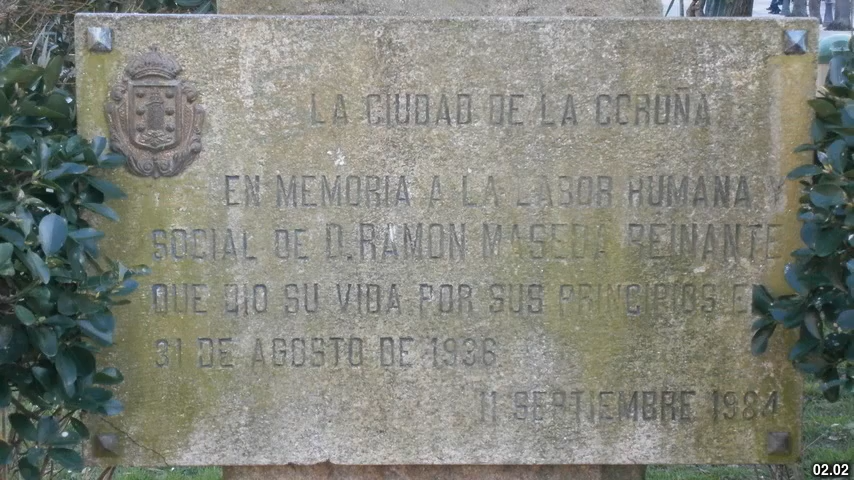 LA CIUDAD DE LA CORUÑA
EN MEMORIA A LA LABOR HUMANA Y
SOCIAL DE D. RAMON MASEDA REINANTE
QUE DIO SU VIDA POR SUS PRINCIPIOS E
31 DE AGOSTO DE 1936
11 SEPTIEMBRE 1984
02.02